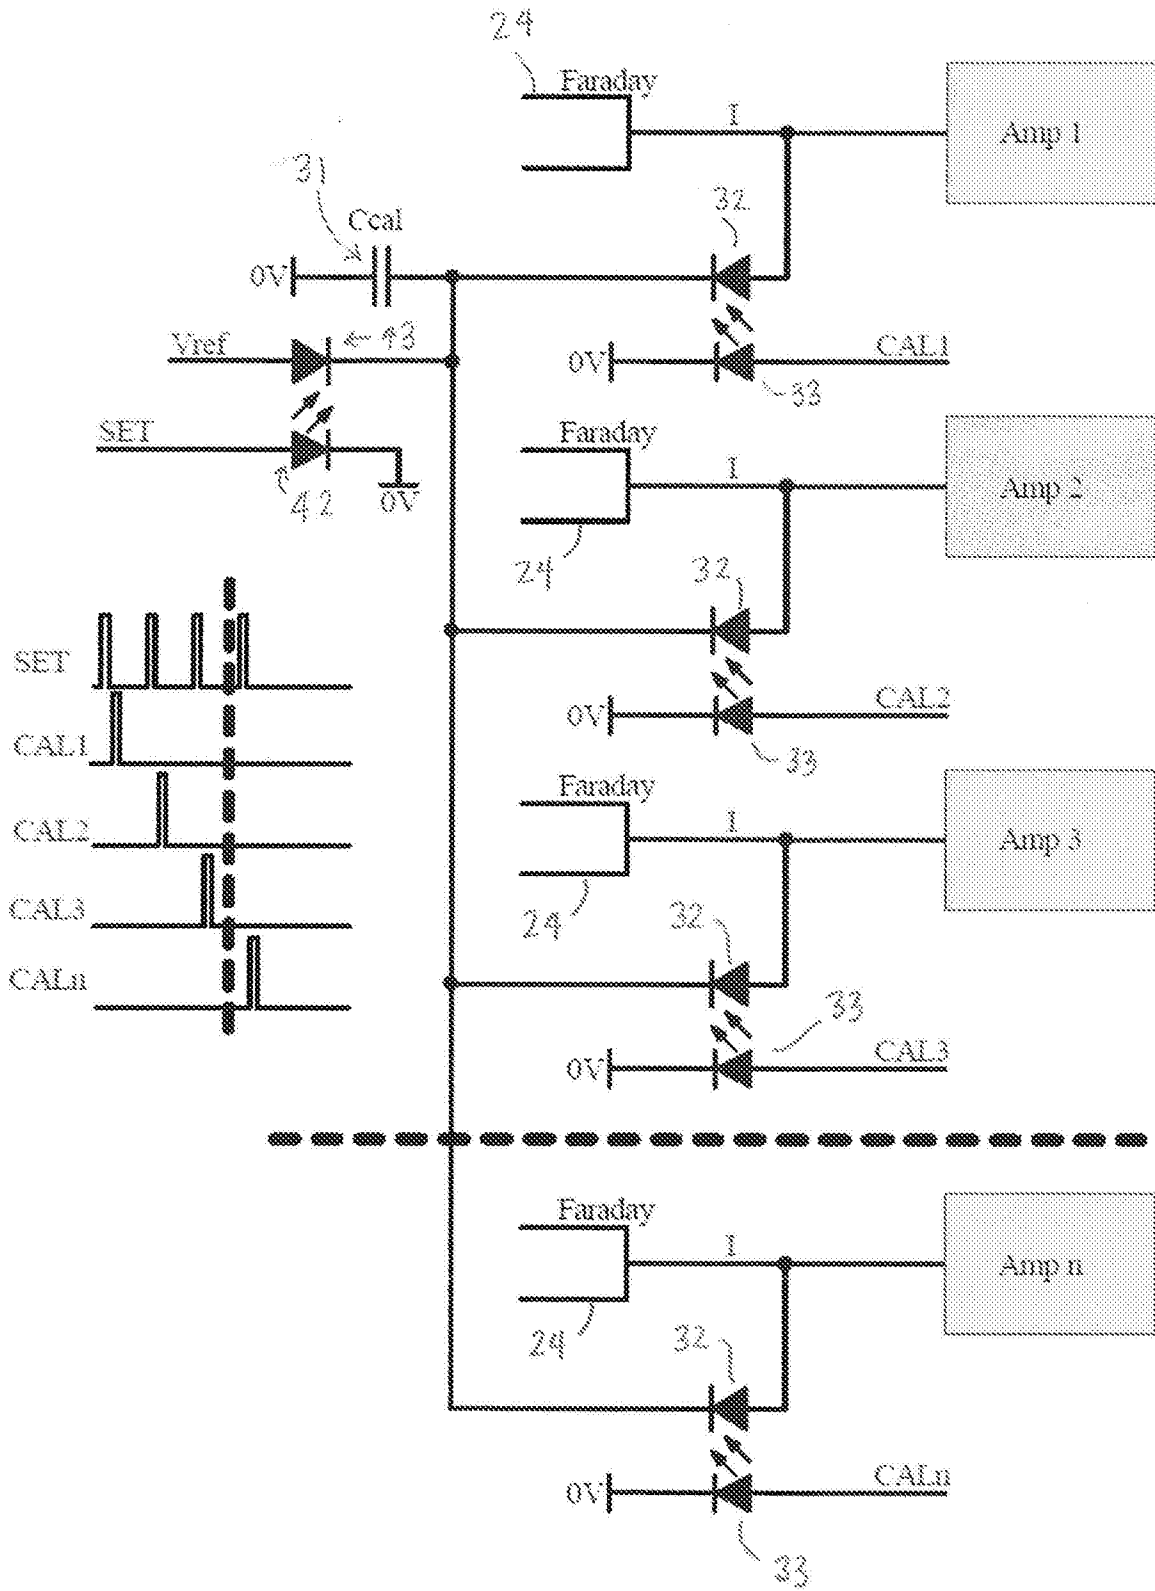 24
Faraday
I
Amp 1
31
Ccal
32
0V
Vref
43
0V
CAL1
33
SET
42
0V
Faraday
I
Amp 2
24
32
0V
CAL2
33
SET
CAL1
CAL2
CAL3
CALn
Faraday
I
Amp 3
24
32
33
0V
CAL3
Faraday
I
Amp n
24
32
0V
CALn
33